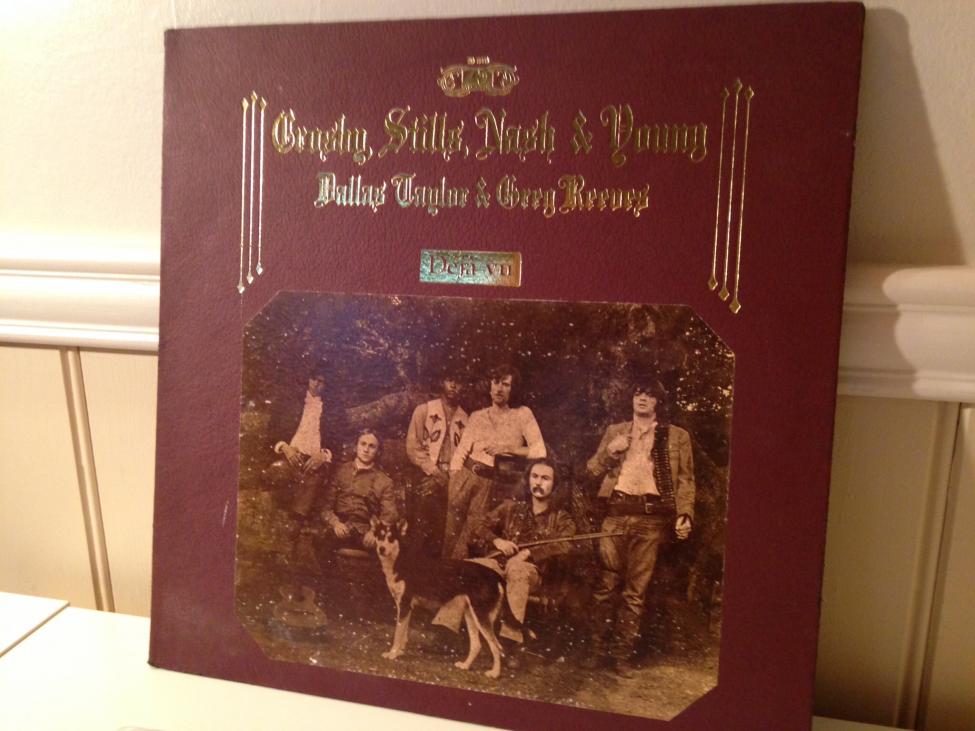 Crosby, Stills, Nash & Young
Dallas Taylor & Greg Reeves
Déjà vu